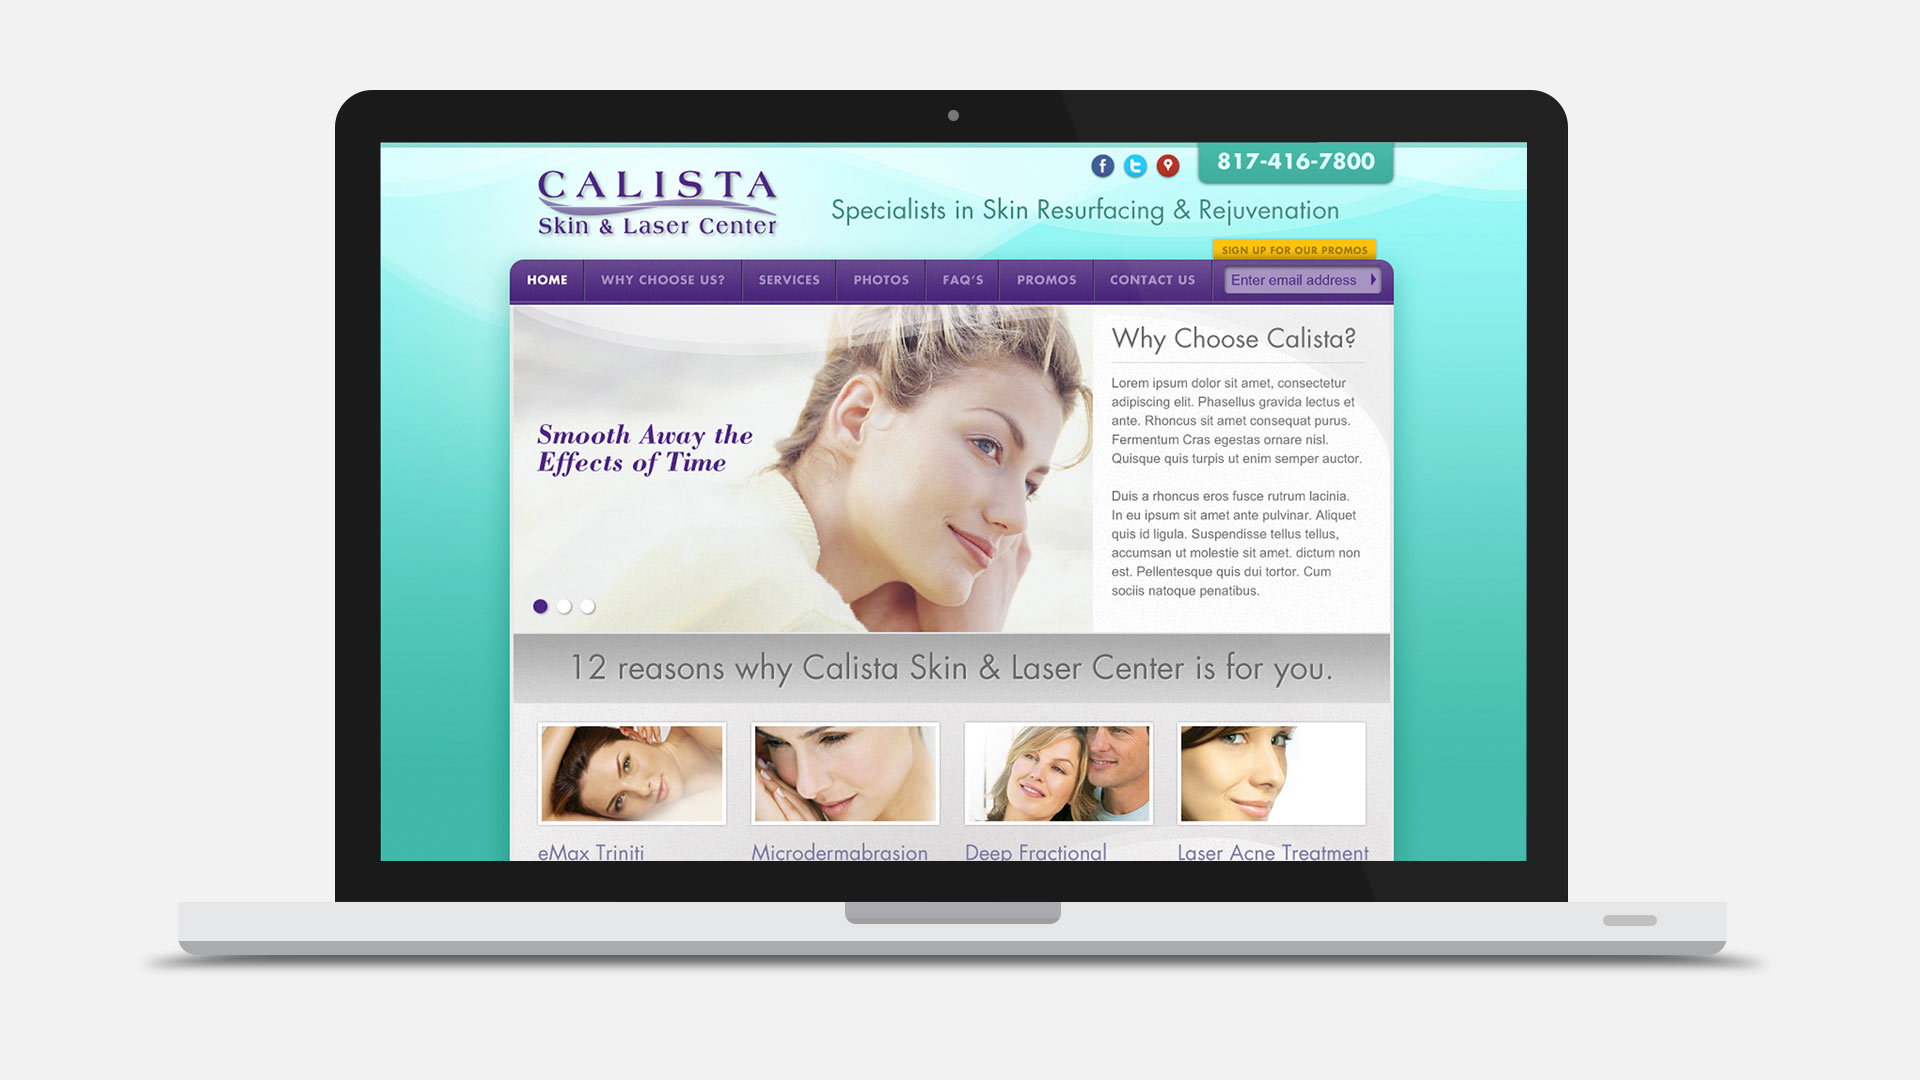 CALISTA
Skin & Laser Center
f t
817-416-7800
Specialists in Skin Resurfacing & Rejuvenation
SIGN UP FOR OUR PROMOS
HOME WHY CHOOSE US? SERVICES PHOTOS FAQ'S PROMOS CONTACT US Enter email address
Smooth Away the
Effects of Time
Why Choose Calista?
Lorem ipsum dolor sit amet, consectetur
adipiscing elit. Phasellus gravida lectus et
ante. Rhoncus sit amet consequat purus.
Fermentum Cras egestas ornare nisl.
Quisque quis turpis ut enim semper auctor.
Duis a rhoncus eros fusce rutrum lacinia.
In eu ipsum sit amet ante pulvinar. Aliquet
quis id ligula. Suspendisse tellus tellus,
accumsan ut molestie sit amet. dictum non
est. Pellentesque quis dui tortor. Cum
sociis natoque penatibus.
12 reasons why Calista Skin & Laser Center is for you.
eMax Triniti
Microdermabrasion
Deep Fractional
Laser Acne Treatment